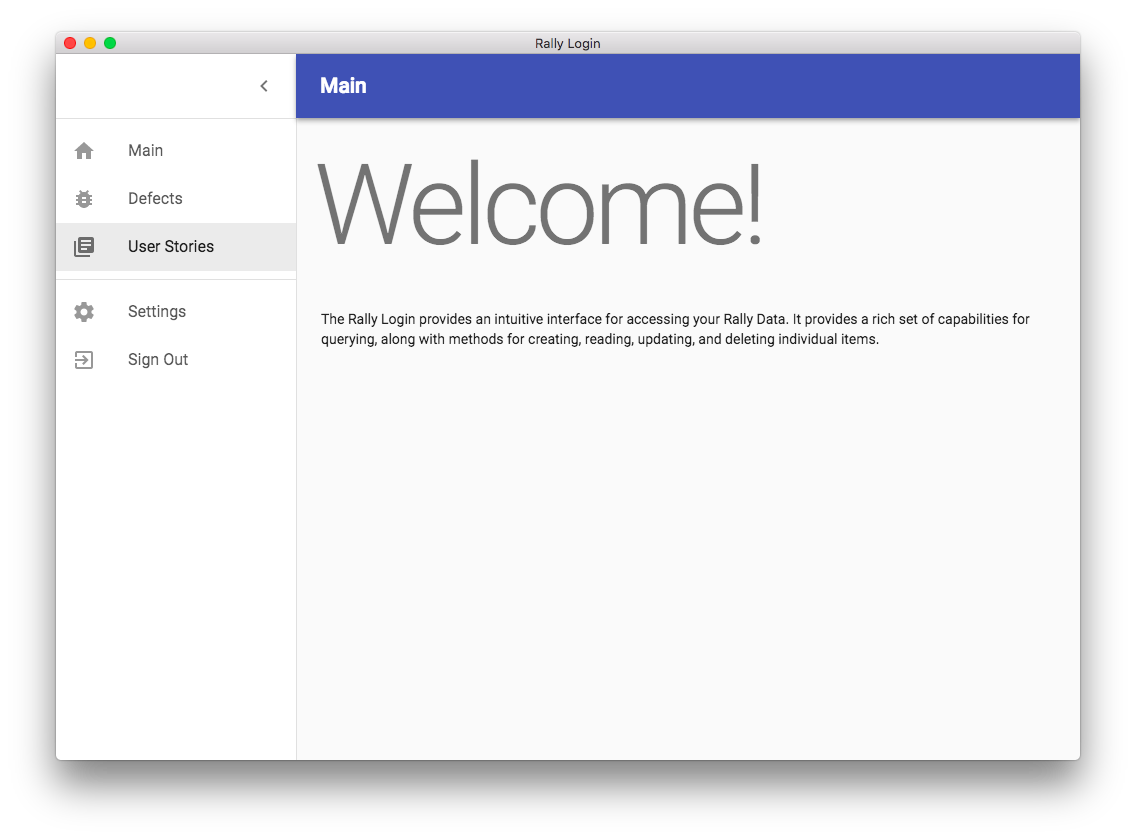 Rally Login
Main
Main
Defects
User Stories
Settings
Sign Out
Welcome!
The Rally Login provides an intuitive interface for accessing your Rally Data. It provides a rich set of capabilities for
querying, along with methods for creating, reading, updating, and deleting individual items.